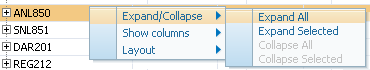 ANL850
SNL851
DAR201
REG212
Expand/Collapse
Show columns
Layout
Expand All
Expand Selected
Collapse All
Collapse Selected